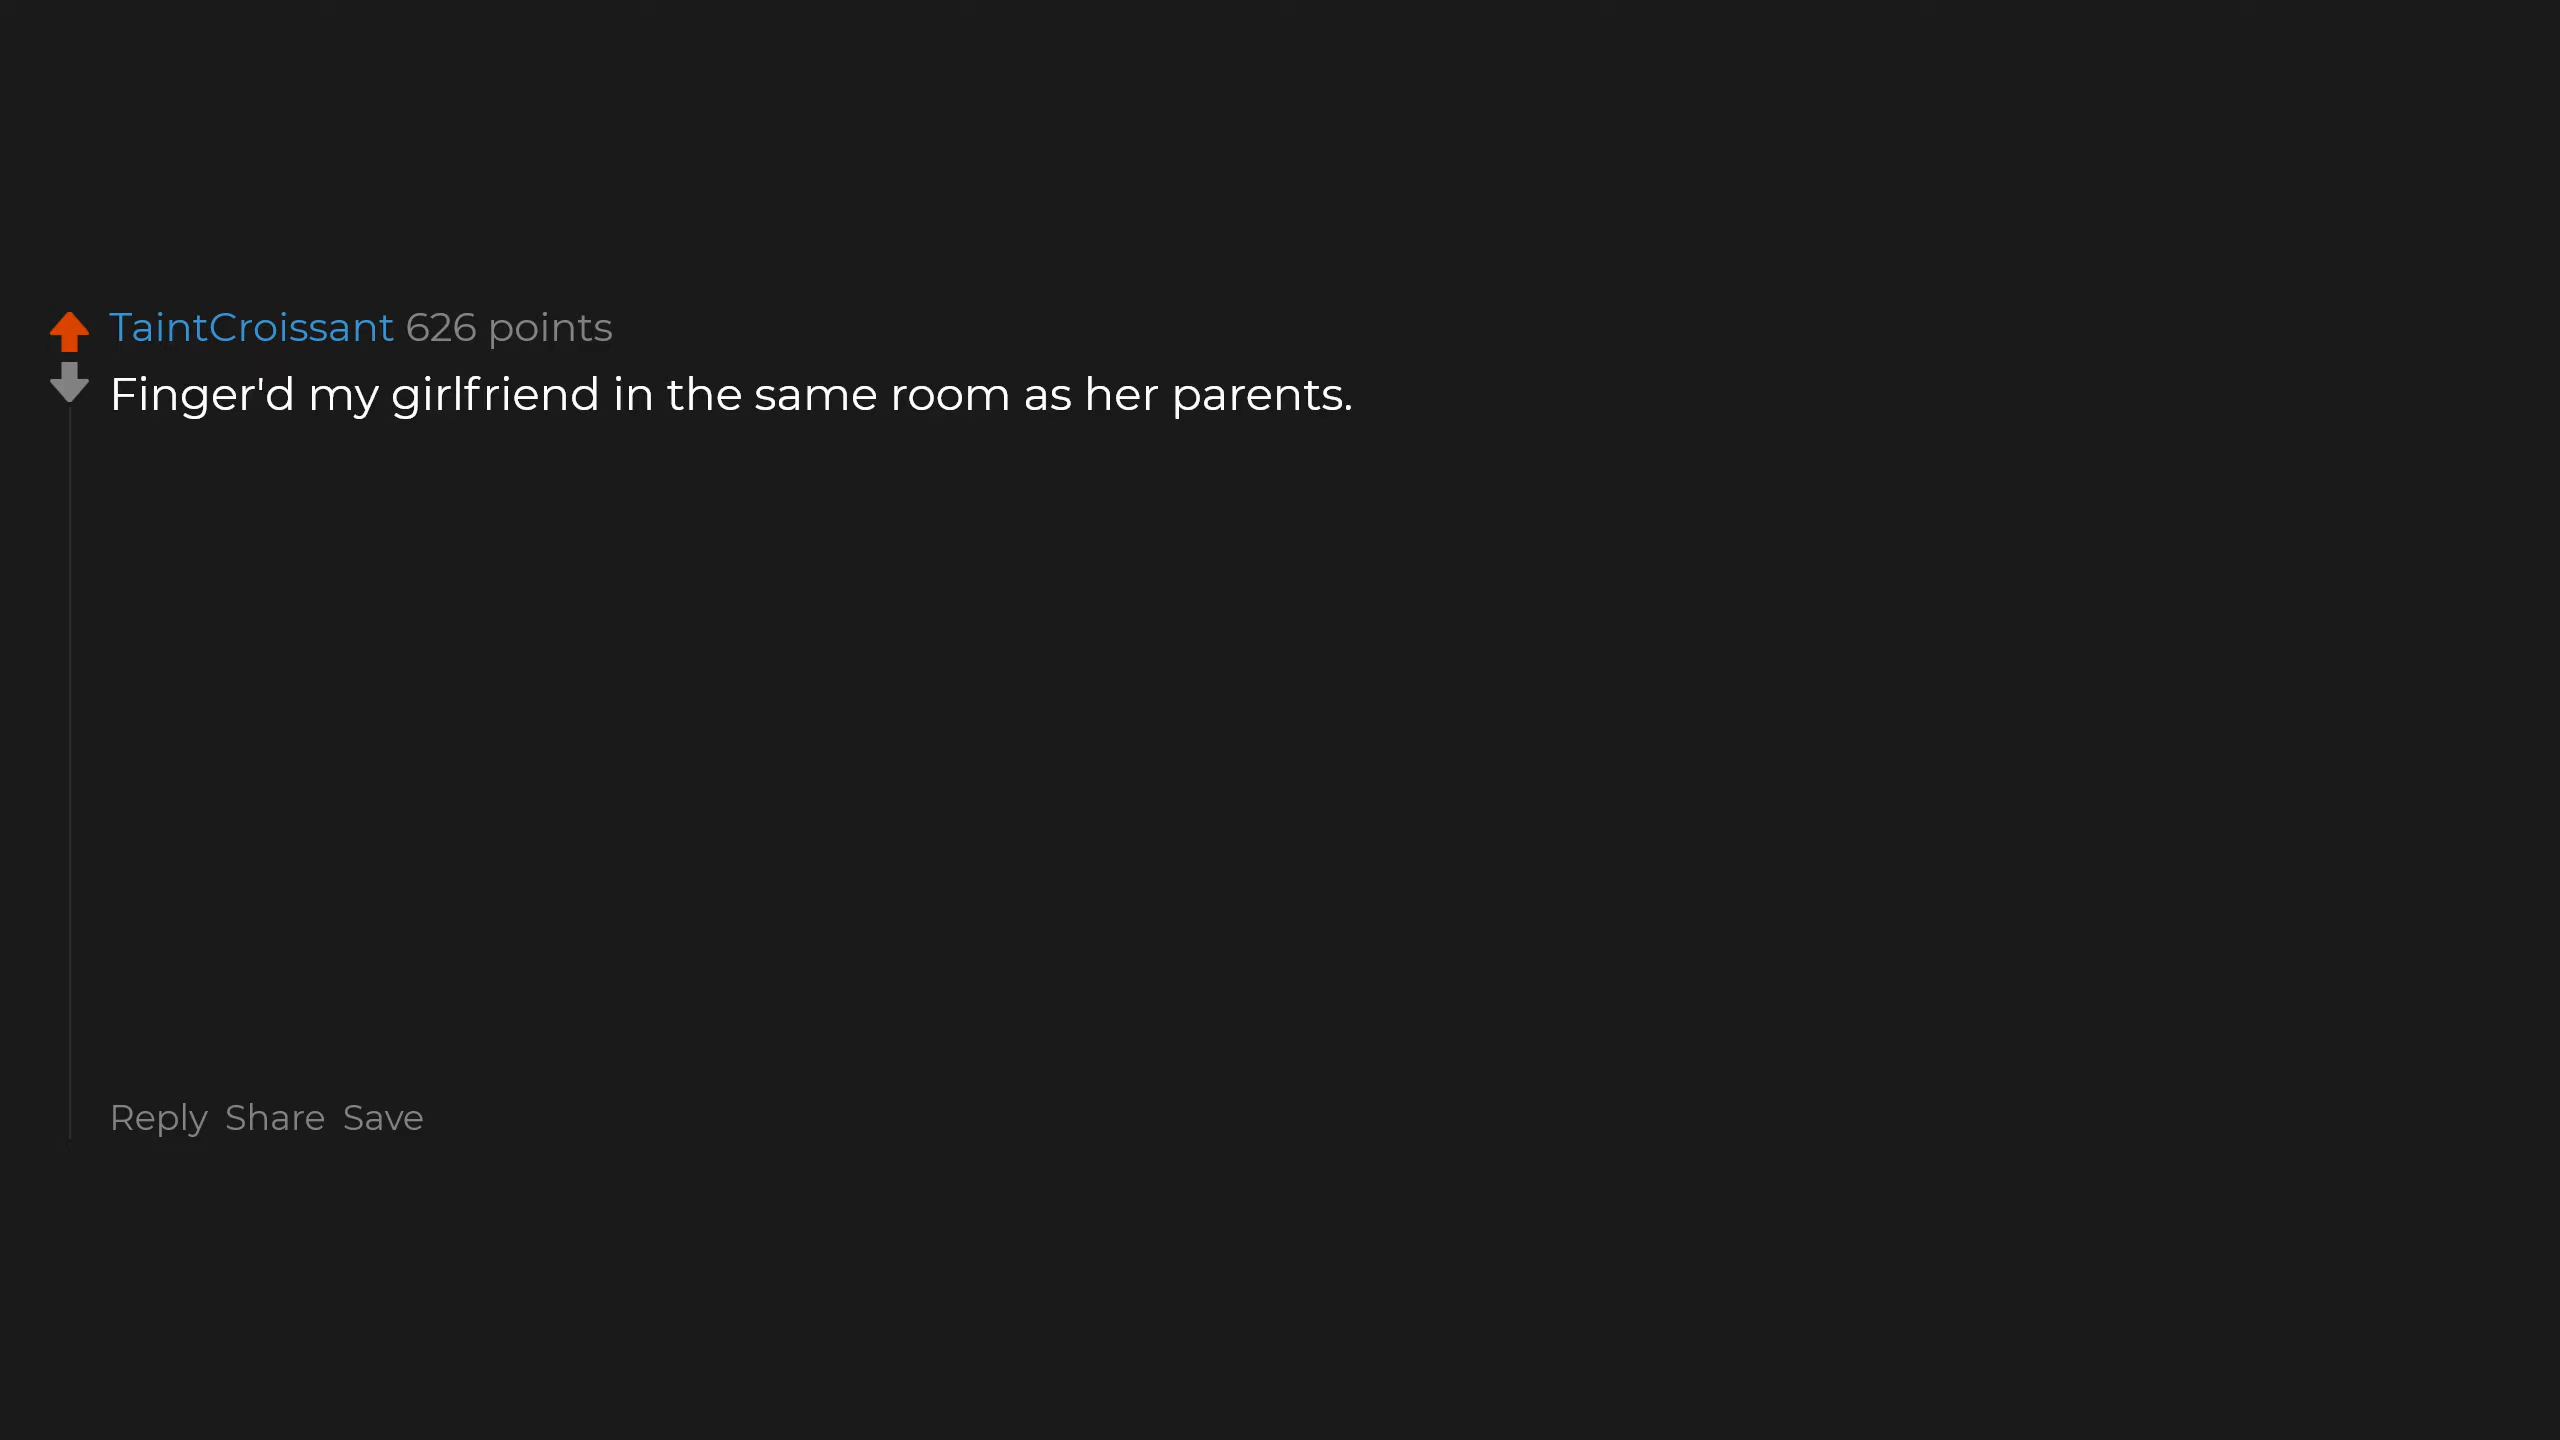 TaintCroissant 626 points
Finger'd my girlfriend in the same room as her parents.
Reply Share Save